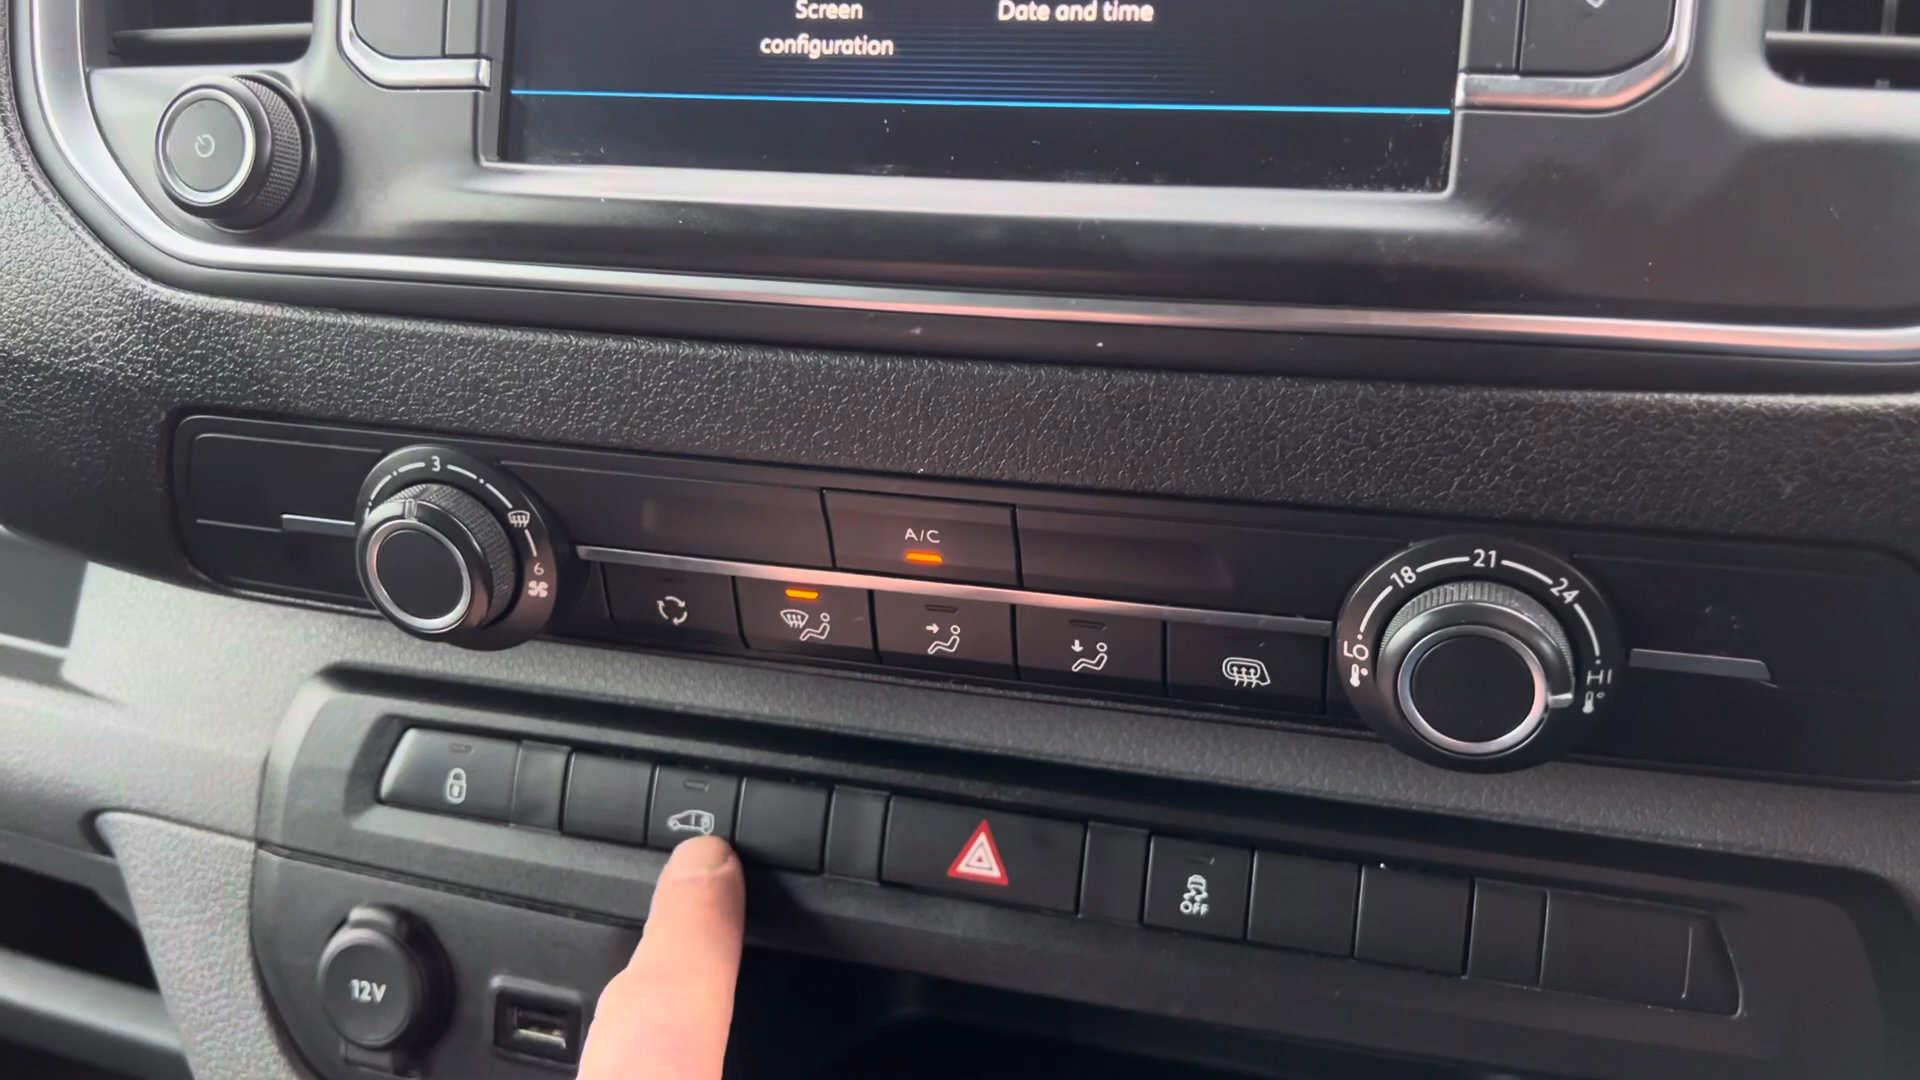 Screen
configuration
Date and time
3
6
A/C
18
21
24
LO
HI
OFF
12V